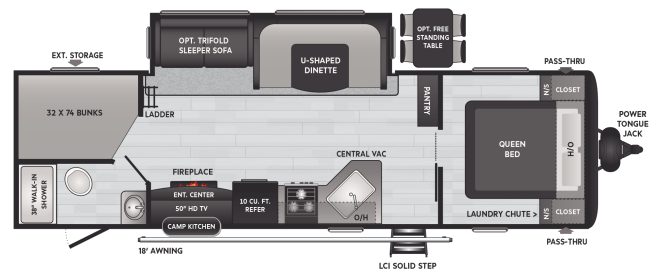 OPT. TRIFOLD
SLEEPER SOFA
U-SHAPED
DINETTE
OPT. FREE
STANDING
TABLE
EXT. STORAGE
PASS-THRU
32 X 74 BUNKS
LADDER
PANTRY
N/S
CLOSET
POWER
TONGUE
JACK
QUEEN
BED
H/O
CENTRAL VAC
FIREPLACE
38" WALK-IN
SHOWER
ENT. CENTER
50" HD TV
10 CU. FT.
REFER
O/H
LAUNDRY CHUTE >
N/S
CLOSET
CAMP KITCHEN
PASS-THRU
18' AWNING
LCI SOLID STEP